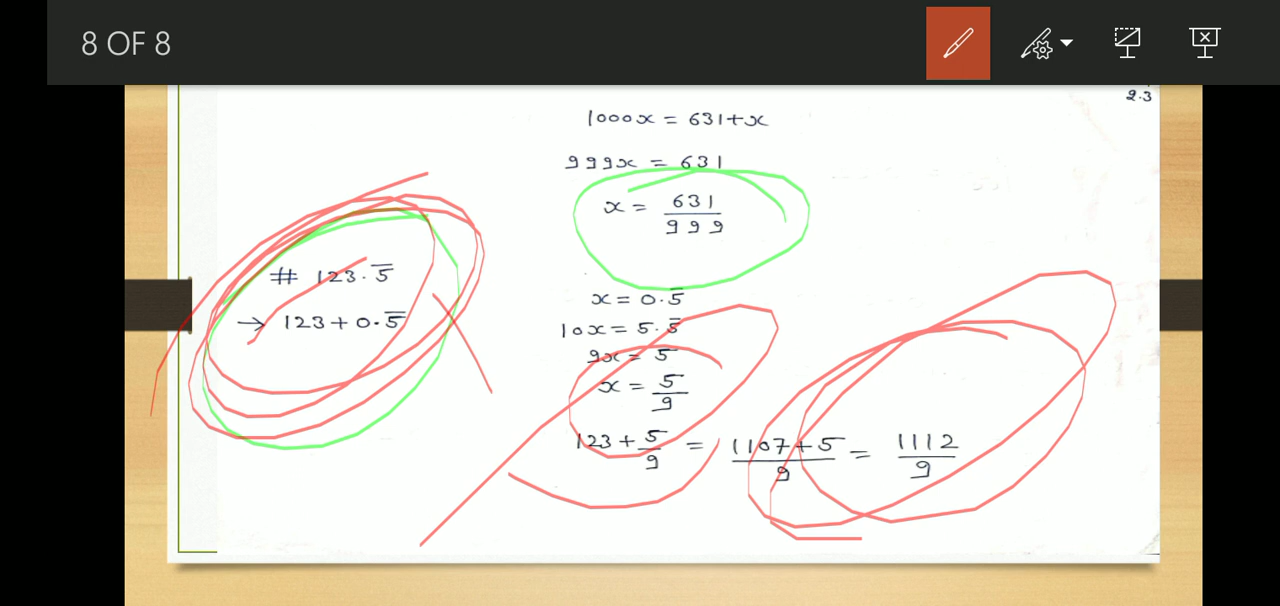 8 OF 8
2.3
1000x = 631+x
999x = 631
x = 631/999
# 123.5̅
→ 123+0.5̅
x = 0.5̅
10x = 5.5̅
9x = 5
x = 5/9
123+5/9 = 1107+5/9 = 1112/9